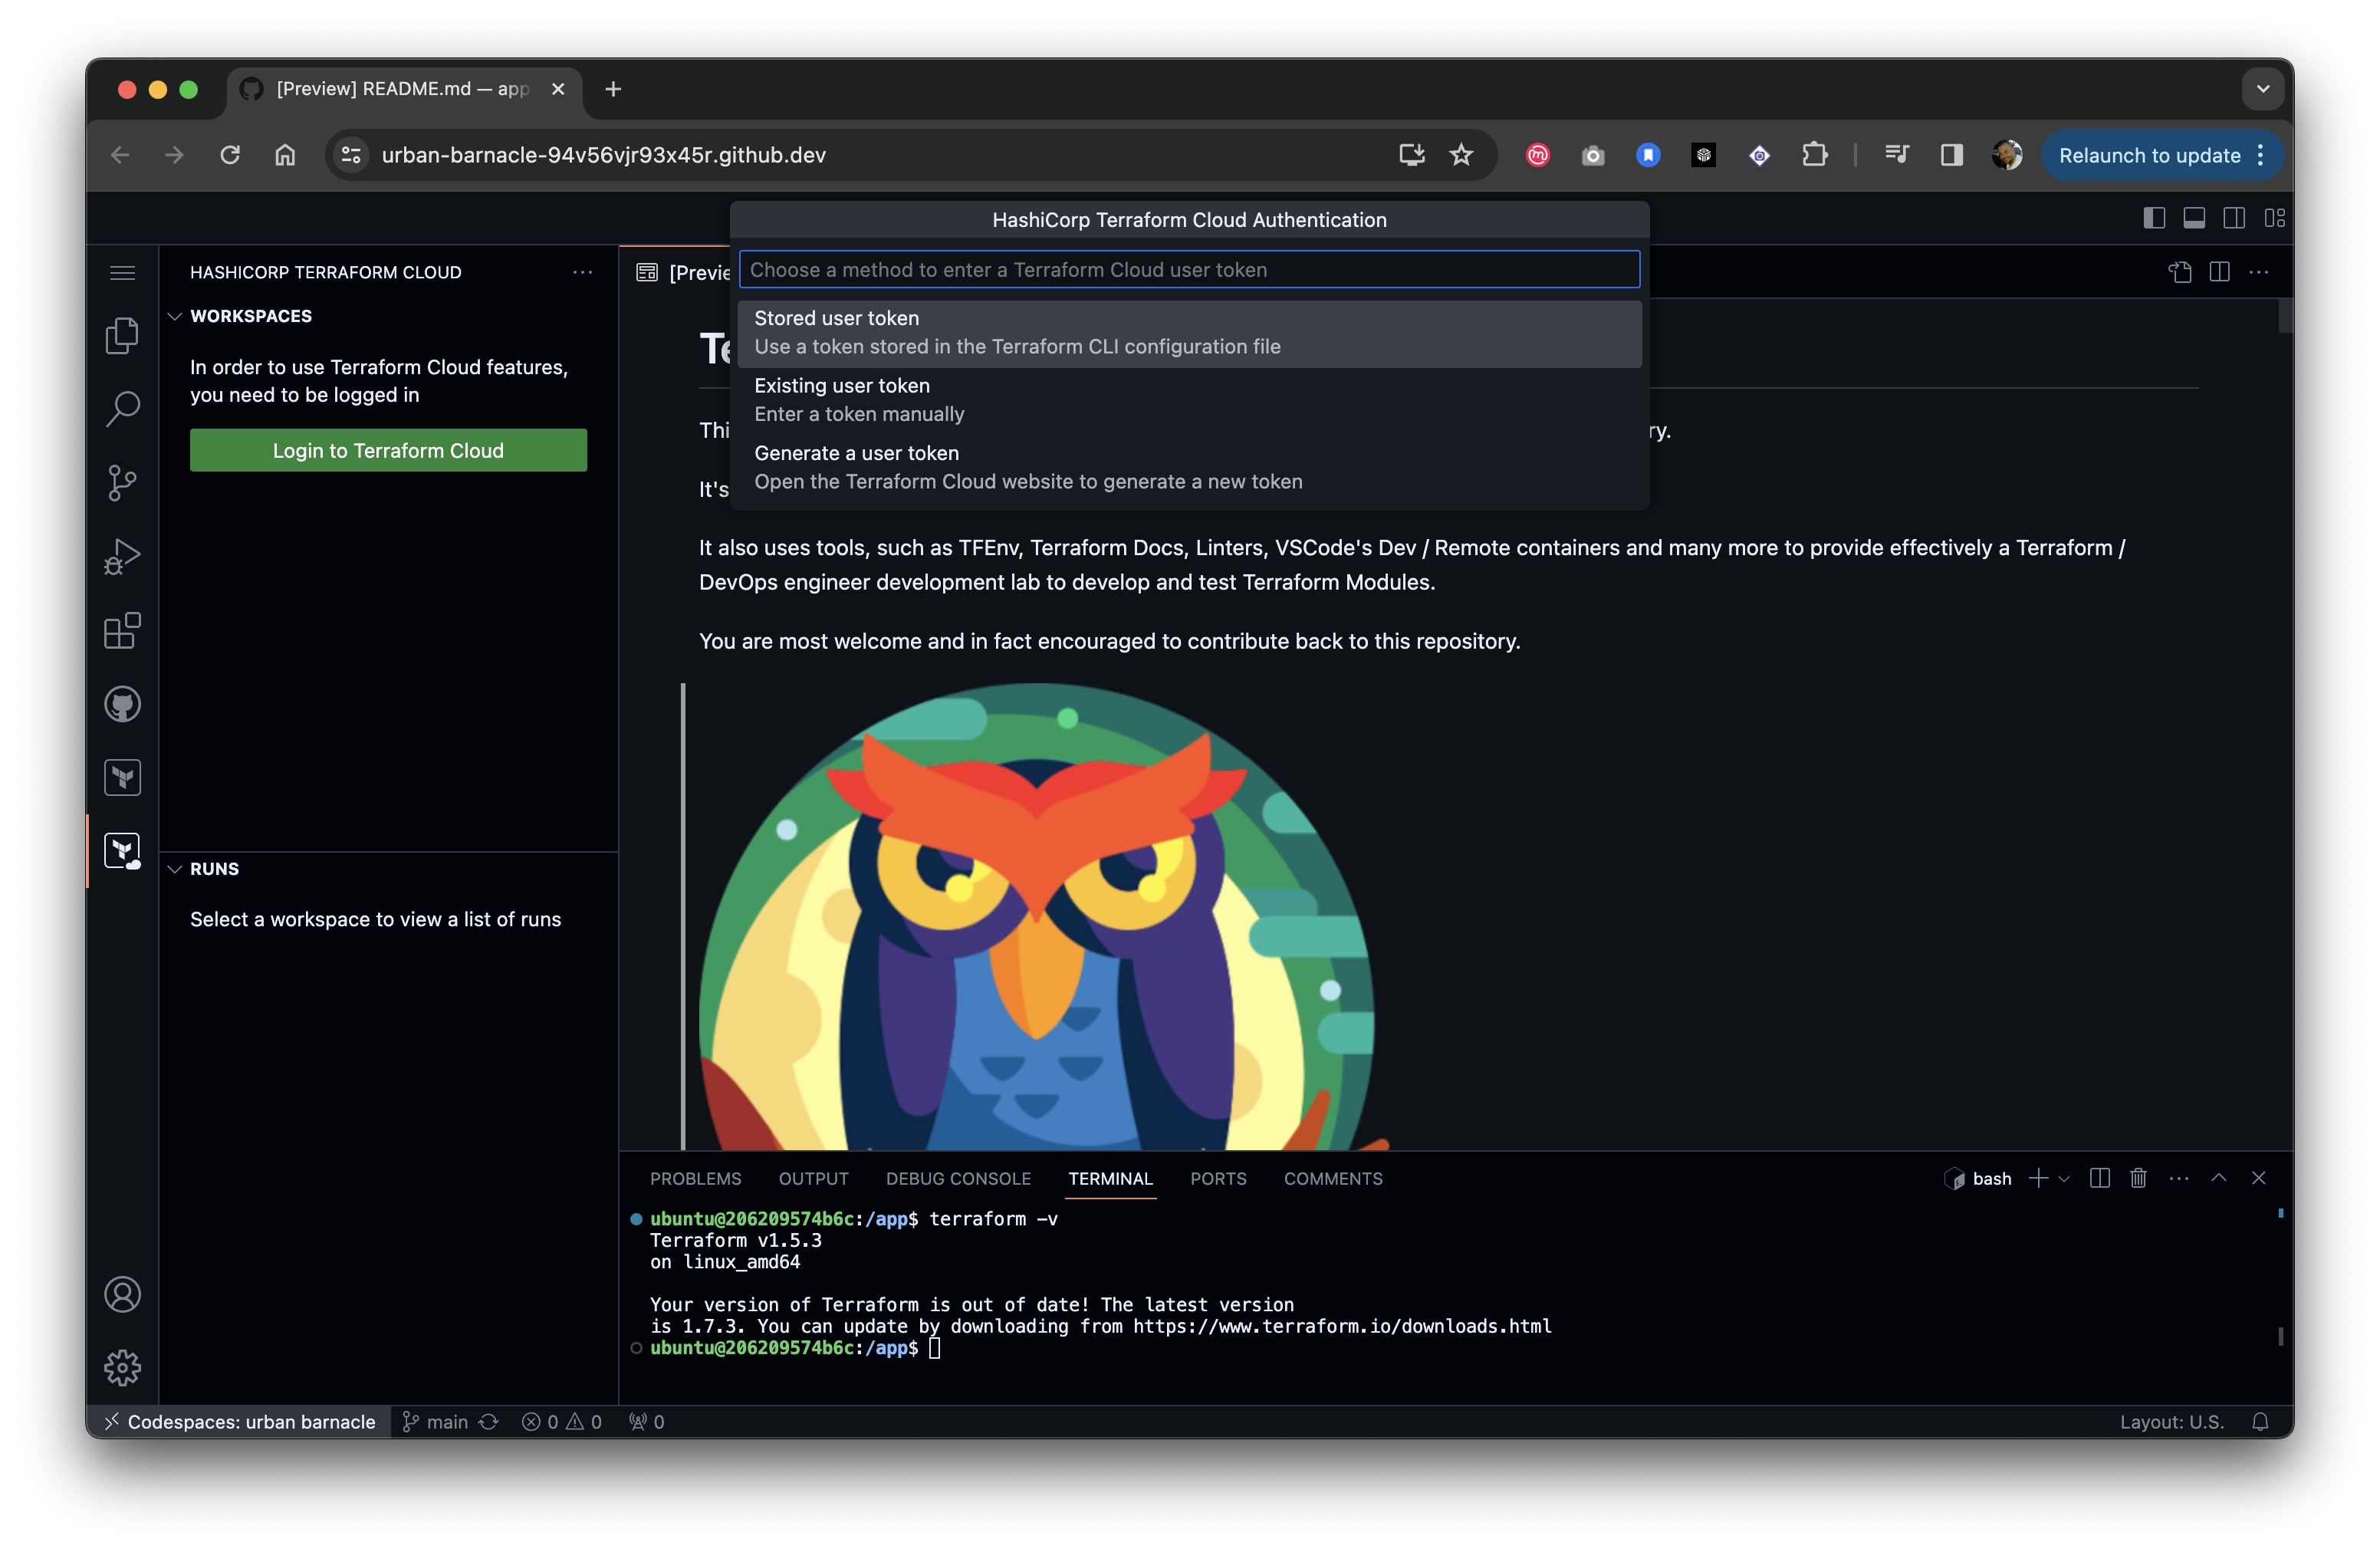 [Preview] README.md — app
urban-barnacle-94v56vjr93x45r.github.dev
Relaunch to update
HashiCorp Terraform Cloud Authentication
Choose a method to enter a Terraform Cloud user token
Stored user token
Use a token stored in the Terraform CLI configuration file
Existing user token
Enter a token manually
Generate a user token
Open the Terraform Cloud website to generate a new token
HASHICORP TERRAFORM CLOUD
WORKSPACES
In order to use Terraform Cloud features,
you need to be logged in
Login to Terraform Cloud
RUNS
Select a workspace to view a list of runs
[Previe
Te
Thi
ry.
It's
It also uses tools, such as TFEnv, Terraform Docs, Linters, VSCode's Dev / Remote containers and many more to provide effectively a Terraform /
DevOps engineer development lab to develop and test Terraform Modules.
You are most welcome and in fact encouraged to contribute back to this repository.
PROBLEMS OUTPUT DEBUG CONSOLE TERMINAL PORTS COMMENTS
bash
ubuntu@206209574b6c:/app$ terraform -v
Terraform v1.5.3
on linux_amd64
Your version of Terraform is out of date! The latest version
is 1.7.3. You can update by downloading from https://www.terraform.io/downloads.html
ubuntu@206209574b6c:/app$
Codespaces: urban barnacle main 0 0 0 Layout: U.S.